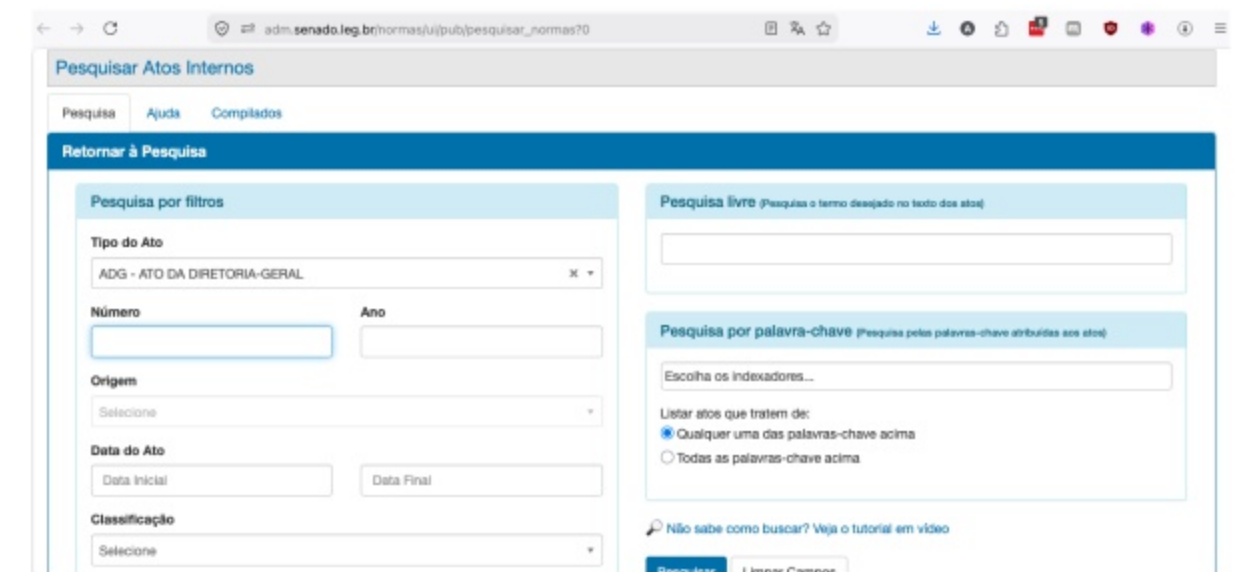 adm.senado.leg.br/normas/ui/pub/pesquisar_normas?0
Pesquisar Atos Internos
Pesquisa Ajuda Compilados
Retornar à Pesquisa
Pesquisa por filtros
Tipo do Ato
ADG - ATO DA DIRETORIA-GERAL
Número Ano
Origem
Selecione
Data do Ato
Data Inicial Data Final
Classificação
Selecione
Pesquisa livre (Pesquisa o termo desejado no texto dos atos)
Pesquisa por palavra-chave (Pesquisa pelas palavras-chave atribuídas aos atos)
Escolha os indexadores...
Listar atos que tratem de:
Qualquer uma das palavras-chave acima
Todas as palavras-chave acima
Não sabe como buscar? Veja o tutorial em vídeo
Pesquisar Limpar Campos